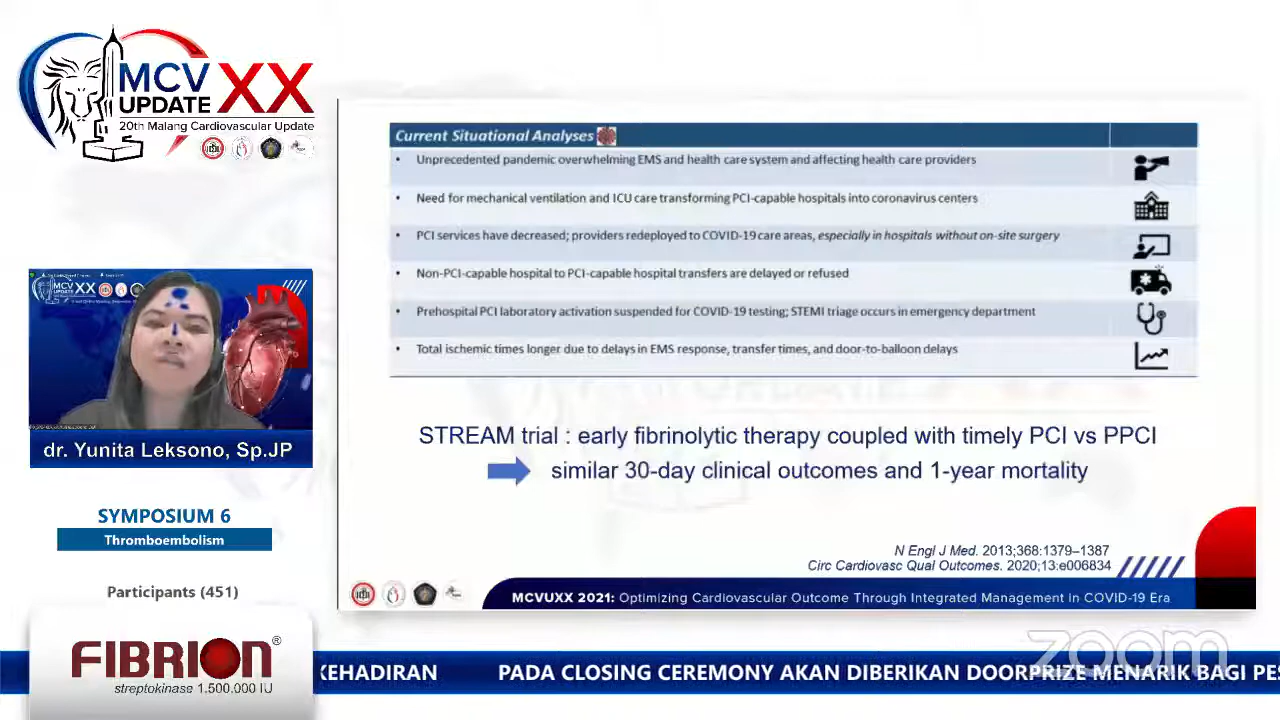 MCV XX
UPDATE
20th Malang Cardiovascular Update
MCV XX
UPDATE
dr. Yunita Leksono, Sp.JP
SYMPOSIUM 6
Thromboembolism
Participants (451)
FIBRION®
streptokinase 1.500.000 IU
Current Situational Analyses
• Unprecedented pandemic overwhelming EMS and health care system and affecting health care providers
• Need for mechanical ventilation and ICU care transforming PCI-capable hospitals into coronavirus centers
• PCI services have decreased; providers redeployed to COVID-19 care areas, especially in hospitals without on-site surgery
• Non-PCI-capable hospital to PCI-capable hospital transfers are delayed or refused
• Prehospital PCI laboratory activation suspended for COVID-19 testing; STEMI triage occurs in emergency department
• Total ischemic times longer due to delays in EMS response, transfer times, and door-to-balloon delays
STREAM trial : early fibrinolytic therapy coupled with timely PCI vs PPCI
similar 30-day clinical outcomes and 1-year mortality
N Engl J Med. 2013;368:1379–1387
Circ Cardiovasc Qual Outcomes. 2020;13:e006834
MCVUXX 2021: Optimizing Cardiovascular Outcome Through Integrated Management in COVID-19 Era
zoom
KEHADIRAN PADA CLOSING CEREMONY AKAN DIBERIKAN DOORPRIZE MENARIK BAGI PES